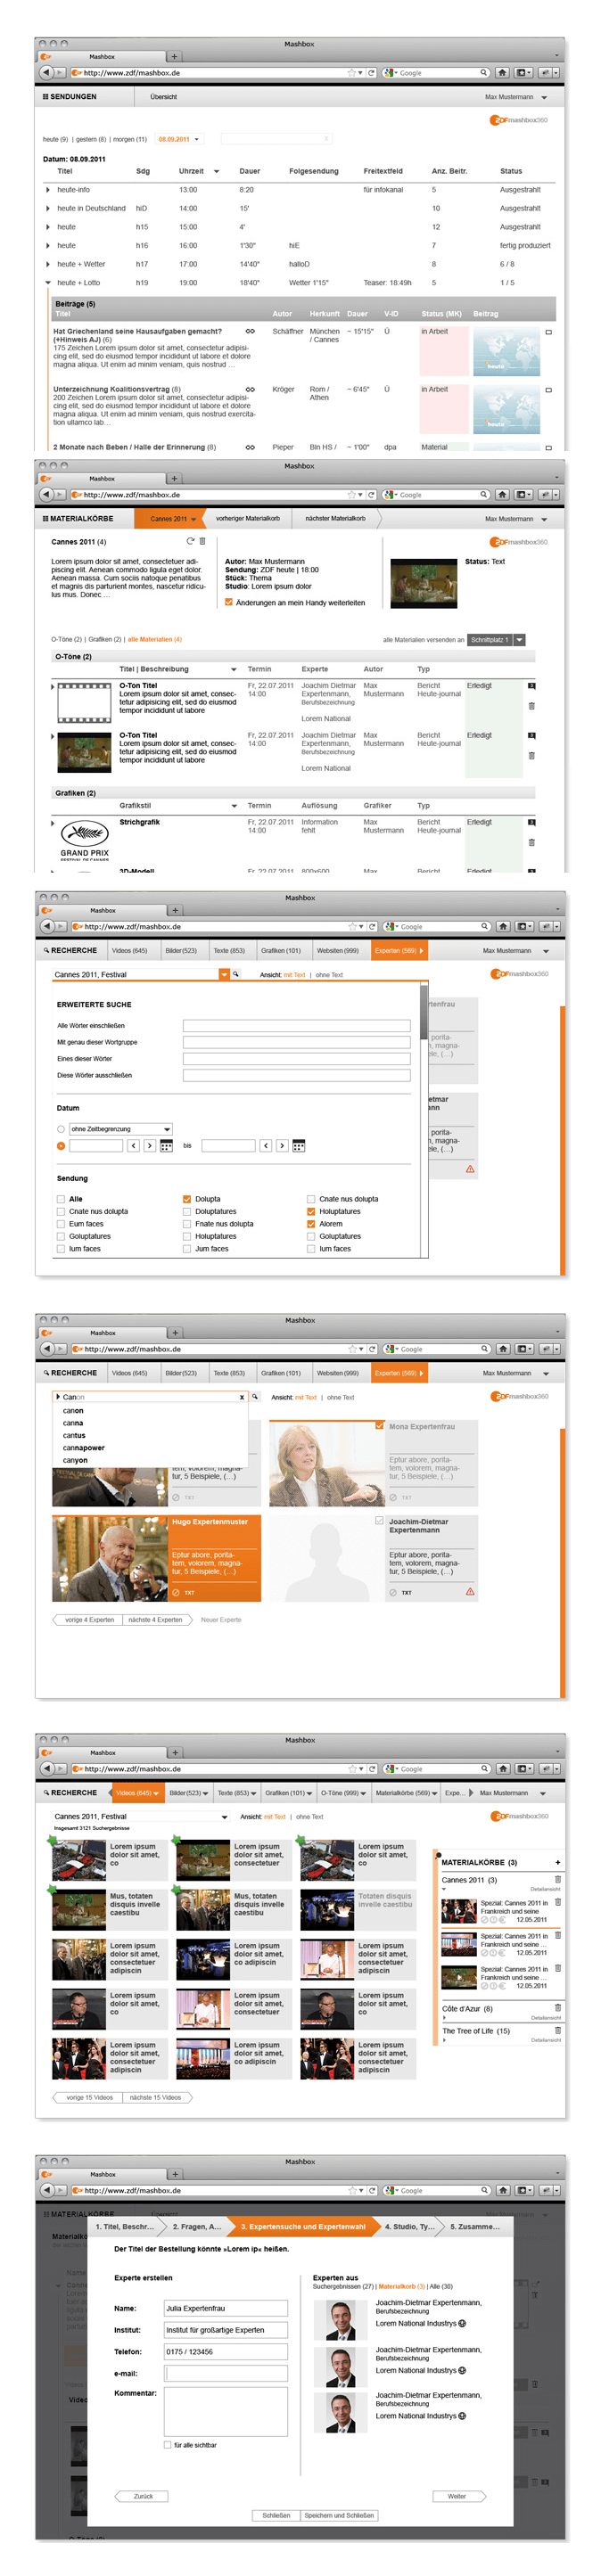 Mashbox
Mashbox
http://www.zdf/mashbox.de
Google
SENDUNGEN
Übersicht
Max Mustermann
ZDFmashbox360
heute (9) | gestern (8) | morgen (11)
08.09.2011
Datum: 08.09.2011
Titel Sdg Uhrzeit Dauer Folgesendung Freitextfeld Anz. Beitr. Status
heute-info 13:00 8:20 für infokanal 5 Ausgestrahlt
heute in Deutschland hiD 14:00 15' 10 Ausgestrahlt
heute h15 15:00 4' 12 Ausgestrahlt
heute h16 16:00 1'30" hiE 7 fertig produziert
heute + Wetter h17 17:00 14'40" halloD 8 6 / 8
heute + Lotto h19 19:00 18'40" Wetter 1'15" Teaser: 18:49h 5 1 / 5
Beiträge (5)
Titel Autor Herkunft Dauer V-ID Status (MK) Beitrag
Hat Griechenland seine Hausaufgaben gemacht?
(+Hinweis AJ) (6)
175 Zeichen Lorem ipsum dolor sit amet, consectetur adipisi-
cing elit, sed do eiusmod tempor incididunt ut labore et dolore
magna aliqua. Ut enim ad minim veniam, quis nostrud ...
Schäffner
München
/ Cannes
~ 15'15"
Ü
in Arbeit
heute
Unterzeichnung Koalitionsvertrag (8)
200 Zeichen Lorem ipsum dolor sit amet, consectetur adipisi-
cing elit, sed do eiusmod tempor incididunt ut labore et dolore
magna aliqua. Ut enim ad minim veniam, quis nostrud exercita-
tion ullamco lab...
Kröger
Rom /
Athen
~ 6'45"
Ü
in Arbeit
heute
2 Monate nach Beben / Halle der Erinnerung (8)
Pieper
Bln HS /
~ 1'00"
dpa
Material
Mashbox
Mashbox
http://www.zdf/mashbox.de
Google
MATERIALKÖRBE
Cannes 2011
vorheriger Materialkorb
nächster Materialkorb
Max Mustermann
Cannes 2011 (4)
ZDFmashbox360
Lorem ipsum dolor sit amet, consectetuer adi-
piscing elit. Aenean commodo ligula eget dolor.
Aenean massa. Cum sociis natoque penatibus
et magnis dis parturient montes, nascetur ridicu-
lus mus. Donec ...
Autor: Max Mustermann
Sendung: ZDF heute | 18:00
Stück: Thema
Studio: Lorem ipsum dolor
Änderungen an mein Handy weiterleiten
Status: Text
O-Töne (2) | Grafiken (2) | alle Materialien (4)
alle Materialien versenden an
Schnittplatz 1
O-Töne (2)
Titel | Beschreibung Termin Experte Autor Typ
O-Ton Titel
Lorem ipsum dolor sit amet, consec-
tetur adipisicing elit, sed do eiusmod
tempor incididunt ut labore
Fr, 22.07.2011
14:00
Joachim Dietmar
Expertenmann,
Berufsbezeichnung
Lorem National
Max
Mustermann
Bericht
Heute-journal
Erledigt
O-Ton Titel
Lorem ipsum dolor sit amet, consec-
tetur adipisicing elit, sed do eiusmod
tempor incididunt ut labore
Fr, 22.07.2011
14:00
Joachim Dietmar
Expertenmann,
Berufsbezeichnung
Lorem National
Max
Mustermann
Bericht
Heute-journal
Erledigt
Grafiken (2)
Grafikstil Termin Auflösung Grafiker Typ
GRAND PRIX
FESTIVAL DE CANNES
Strichgrafik
Fr, 22.07.2011
14:00
Information
fehlt
Max
Mustermann
Bericht
Heute-journal
Erledigt
3D-Modell Fr, 22.07.2011 800x600 Max Bericht Erledigt
Mashbox
Mashbox
http://www.zdf/mashbox.de
Google
RECHERCHE
Videos (645)
Bilder(523)
Texte (853)
Grafiken (101)
Websiten (999)
Experten (569)
Max Mustermann
Cannes 2011, Festival
Ansicht: mit Text | ohne Text
ZDFmashbox360
ERWEITERTE SUCHE
Alle Wörter einschließen
Mit genau dieser Wortgruppe
Eines dieser Wörter
Diese Wörter ausschließen
Datum
ohne Zeitbegrenzung
bis
Sendung
Alle Dolupta Cnate nus dolupta
Cnate nus dolupta Doluptatures Holuptatures
Eum faces Fnate nus dolupta Alorem
Goluptatures Holuptatures Goluptatures
Ium faces Jum faces Ium faces
Mashbox
Mashbox
http://www.zdf/mashbox.de
Google
RECHERCHE
Videos (645)
Bilder(523)
Texte (853)
Grafiken (101)
Websiten (999)
Experten (569)
Max Mustermann
Canon
x
Ansicht: mit Text | ohne Text
ZDFmashbox360
canon
canna
cantus
cannapower
canyon
tem, volorem, magna-
tur, 5 Beispiele, (...)
TXT
Mona Expertenfrau
Eptur abore, porita-
tem, volorem, magna-
tur, 5 Beispiele, (...)
TXT
Hugo Expertenmuster
Eptur abore, porita-
tem, volorem, magna-
tur, 5 Beispiele, (...)
TXT
Joachim-Dietmar
Expertenmann
Eptur abore, porita-
tem, volorem, magna-
tur, 5 Beispiele, (...)
TXT
vorige 4 Experten
nächste 4 Experten
Neuer Experte
Mashbox
Mashbox
http://www.zdf/mashbox.de
Google
RECHERCHE
Videos (645)
Bilder(523)
Texte (853)
Grafiken (101)
O-Töne (999)
Materialkörbe (569)
Expe...
Max Mustermann
Cannes 2011, Festival
Ansicht: mit Text | ohne Text
ZDFmashbox360
Insgesamt 3121 Suchergebnisse
Lorem ipsum
dolor sit amet,
co
Lorem ipsum
dolor sit amet,
consectetuer
Lorem ipsum
dolor sit amet,
co
Mus, totaten
disquis invelle
caestibu
Mus, totaten
disquis invelle
caestibu
Totaten disquis
invelle caestibu
Lorem ipsum
dolor sit amet,
consectetuer
adipiscin
Lorem ipsum
dolor sit amet,
co adipiscin
Lorem ipsum
dolor sit amet,
consectetuer
adipiscin
Lorem ipsum
dolor sit amet,
co
Lorem ipsum
dolor sit amet,
consectetuer
Lorem ipsum
dolor sit amet,
co
Lorem ipsum
dolor sit amet,
consectetuer
adipiscin
Lorem ipsum
dolor sit amet,
co adipiscin
Lorem ipsum
dolor sit amet,
consectetuer
adipiscin
vorige 15 Videos
nächste 15 Videos
MATERIALKÖRBE (3) +
Cannes 2011 (3)
Detailansicht
Spezial: Cannes 2011 in
Frankreich und seine
12.05.2011
Spezial: Cannes 2011 in
Frankreich und seine ...
12.05.2011
Spezial: Cannes 2011 in
Frankreich und seine ...
12.05.2011
Côte d'Azur (8)
Detailansicht
The Tree of Life (15)
Detailansicht
Mashbox
Mashbox
http://www.zdf/mashbox.de
Google
MATERIALKÖRBE
Max Mustermann
1. Titel, Beschr...
2. Fragen, A...
3. Expertensuche und Expertenwahl
4. Studio, Ty...
5. Zusamme...
Der Titel der Bestellung könnte »Lorem ip« heißen.
Experte erstellen
Name: Julia Expertenfrau
Institut: Institut für großartige Experten
Telefon: 0175 / 123456
e-mail:
Kommentar:
für alle sichtbar
Experten aus
Suchergebnissen (27) | Materialkorb (3) | Alle (30)
Joachim-Dietmar Expertenmann,
Berufsbezeichnung
Lorem National Industrys
Joachim-Dietmar Expertenmann,
Berufsbezeichnung
Lorem National Industrys
Joachim-Dietmar Expertenmann,
Berufsbezeichnung
Lorem National Industrys
Zurück
Weiter
Schließen
Speichern und Schließen